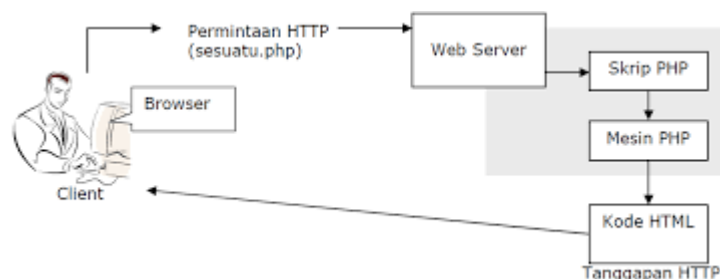 Permintaan HTTP
(sesuatu.php)
Web Server
Skrip PHP
Browser
Mesin PHP
Client
Kode HTML
Tanggapan HTTP